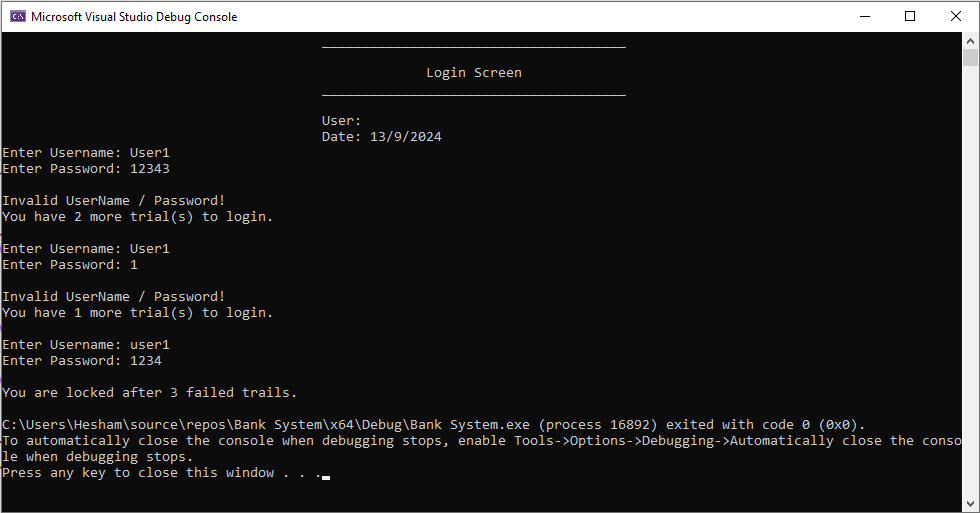 Microsoft Visual Studio Debug Console
______________________________________
Login Screen
______________________________________
User:
Date: 13/9/2024
Enter Username: User1
Enter Password: 12343
Invalid UserName / Password!
You have 2 more trial(s) to login.
Enter Username: User1
Enter Password: 1
Invalid UserName / Password!
You have 1 more trial(s) to login.
Enter Username: user1
Enter Password: 1234
You are locked after 3 failed trails.
C:\Users\Hesham\source\repos\Bank System\x64\Debug\Bank System.exe (process 16892) exited with code 0 (0x0).
To automatically close the console when debugging stops, enable Tools->Options->Debugging->Automatically close the conso
le when debugging stops.
Press any key to close this window . . .